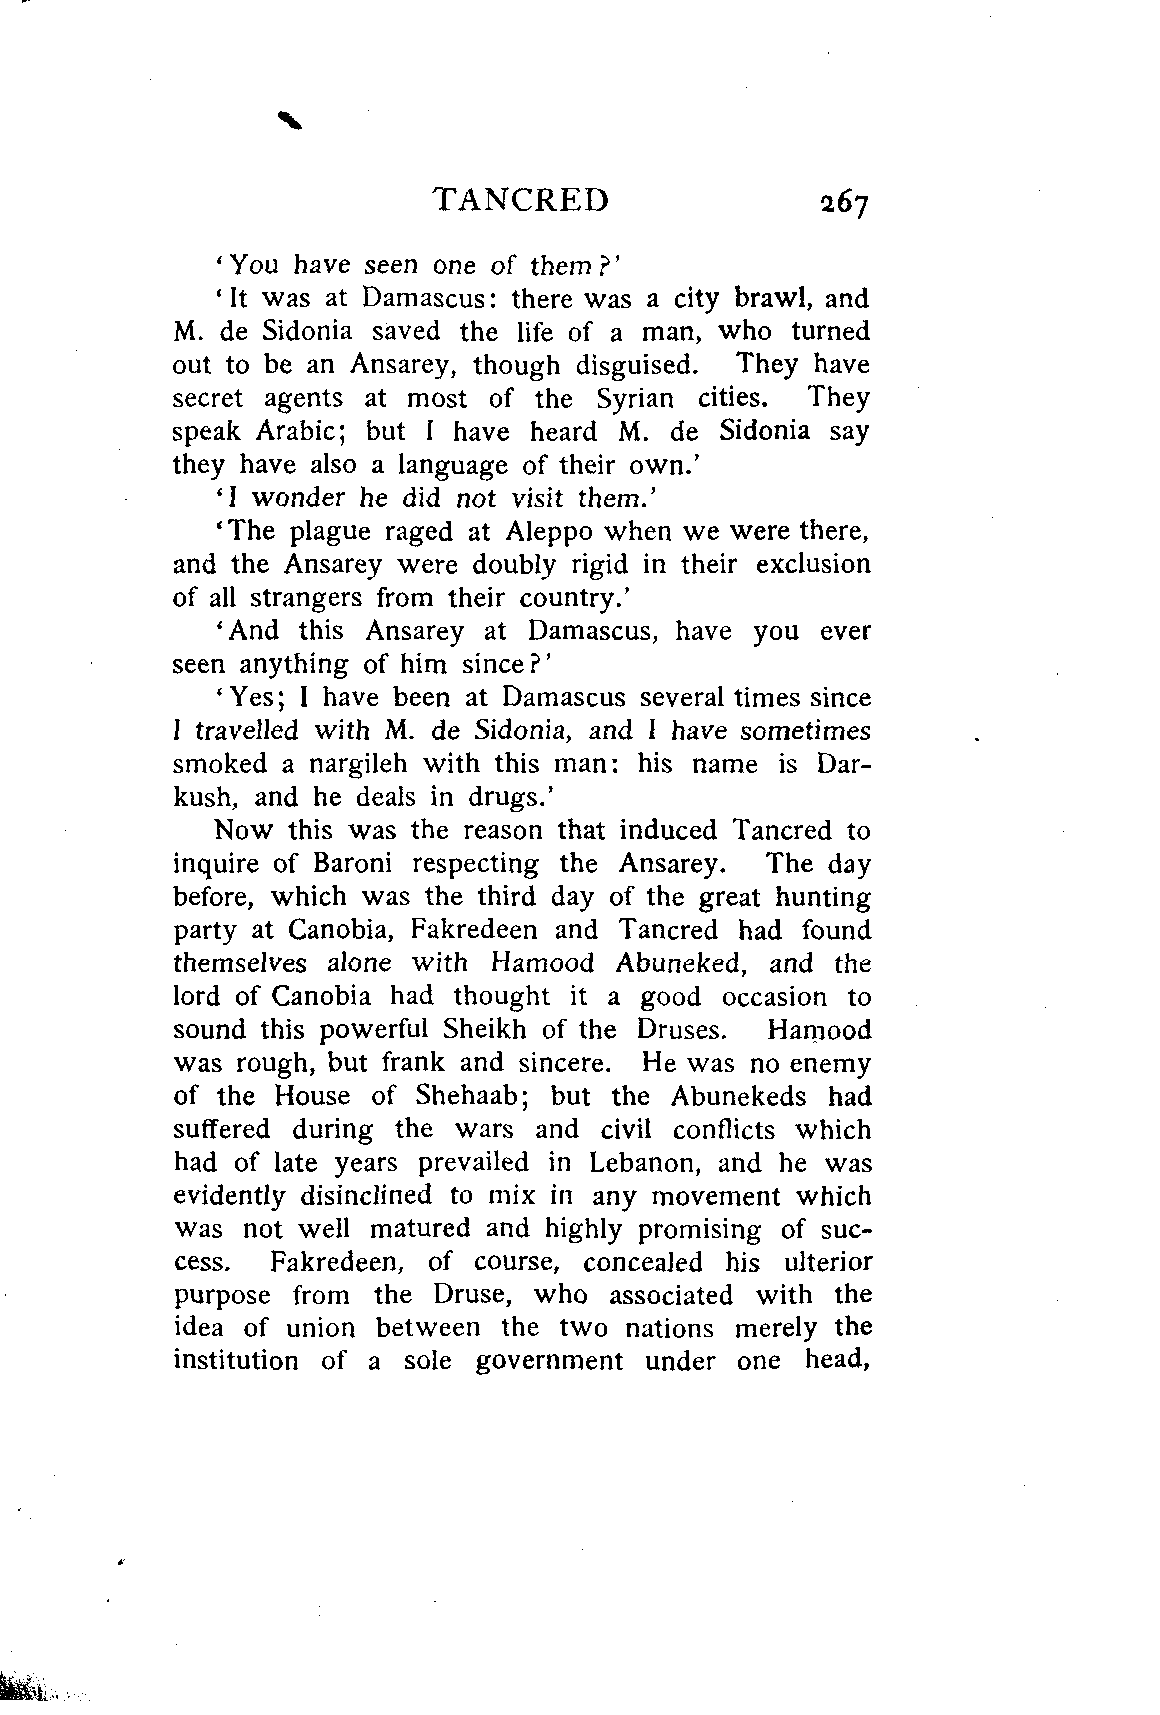 TANCRED 267
‘You have seen one of them?’
‘It was at Damascus: there was a city brawl, and
M. de Sidonia saved the life of a man, who turned
out to be an Ansarey, though disguised. They have
secret agents at most of the Syrian cities. They
speak Arabic; but I have heard M. de Sidonia say
they have also a language of their own.’
‘I wonder he did not visit them.’
‘The plague raged at Aleppo when we were there,
and the Ansarey were doubly rigid in their exclusion
of all strangers from their country.’
‘And this Ansarey at Damascus, have you ever
seen anything of him since?’
‘Yes; I have been at Damascus several times since
I travelled with M. de Sidonia, and I have sometimes
smoked a nargileh with this man: his name is Dar-
kush, and he deals in drugs.’
Now this was the reason that induced Tancred to
inquire of Baroni respecting the Ansarey. The day
before, which was the third day of the great hunting
party at Canobia, Fakredeen and Tancred had found
themselves alone with Hamood Abuneked, and the
lord of Canobia had thought it a good occasion to
sound this powerful Sheikh of the Druses. Hamood
was rough, but frank and sincere. He was no enemy
of the House of Shehaab; but the Abunekeds had
suffered during the wars and civil conflicts which
had of late years prevailed in Lebanon, and he was
evidently disinclined to mix in any movement which
was not well matured and highly promising of suc-
cess. Fakredeen, of course, concealed his ulterior
purpose from the Druse, who associated with the
idea of union between the two nations merely the
institution of a sole government under one head,